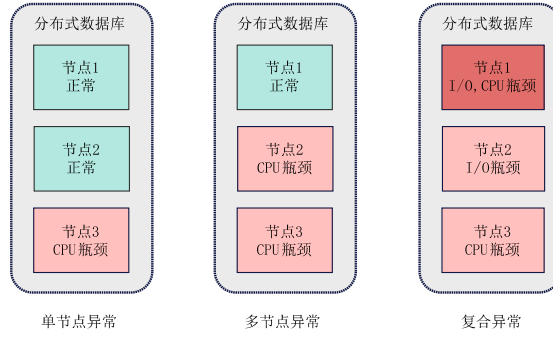 分布式数据库
节点1
正常
节点2
正常
节点3
CPU瓶颈
单节点异常
分布式数据库
节点1
正常
节点2
CPU瓶颈
节点3
CPU瓶颈
多节点异常
分布式数据库
节点1
I/O,CPU瓶颈
节点2
I/O瓶颈
节点3
CPU瓶颈
复合异常